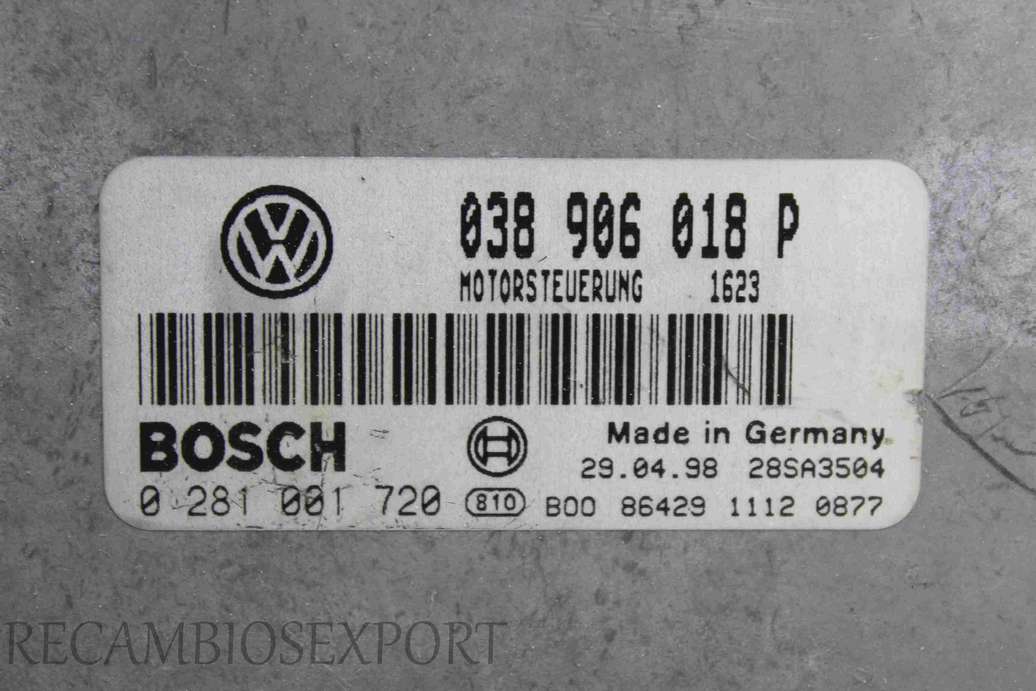 038 906 018 P
MOTORSTEUERUNG 1623
BOSCH
Made in Germany
29.04.98 28SA3504
0 281 001 720 810 B00 86429 1112 0877
RECAMBIOSEXPORT